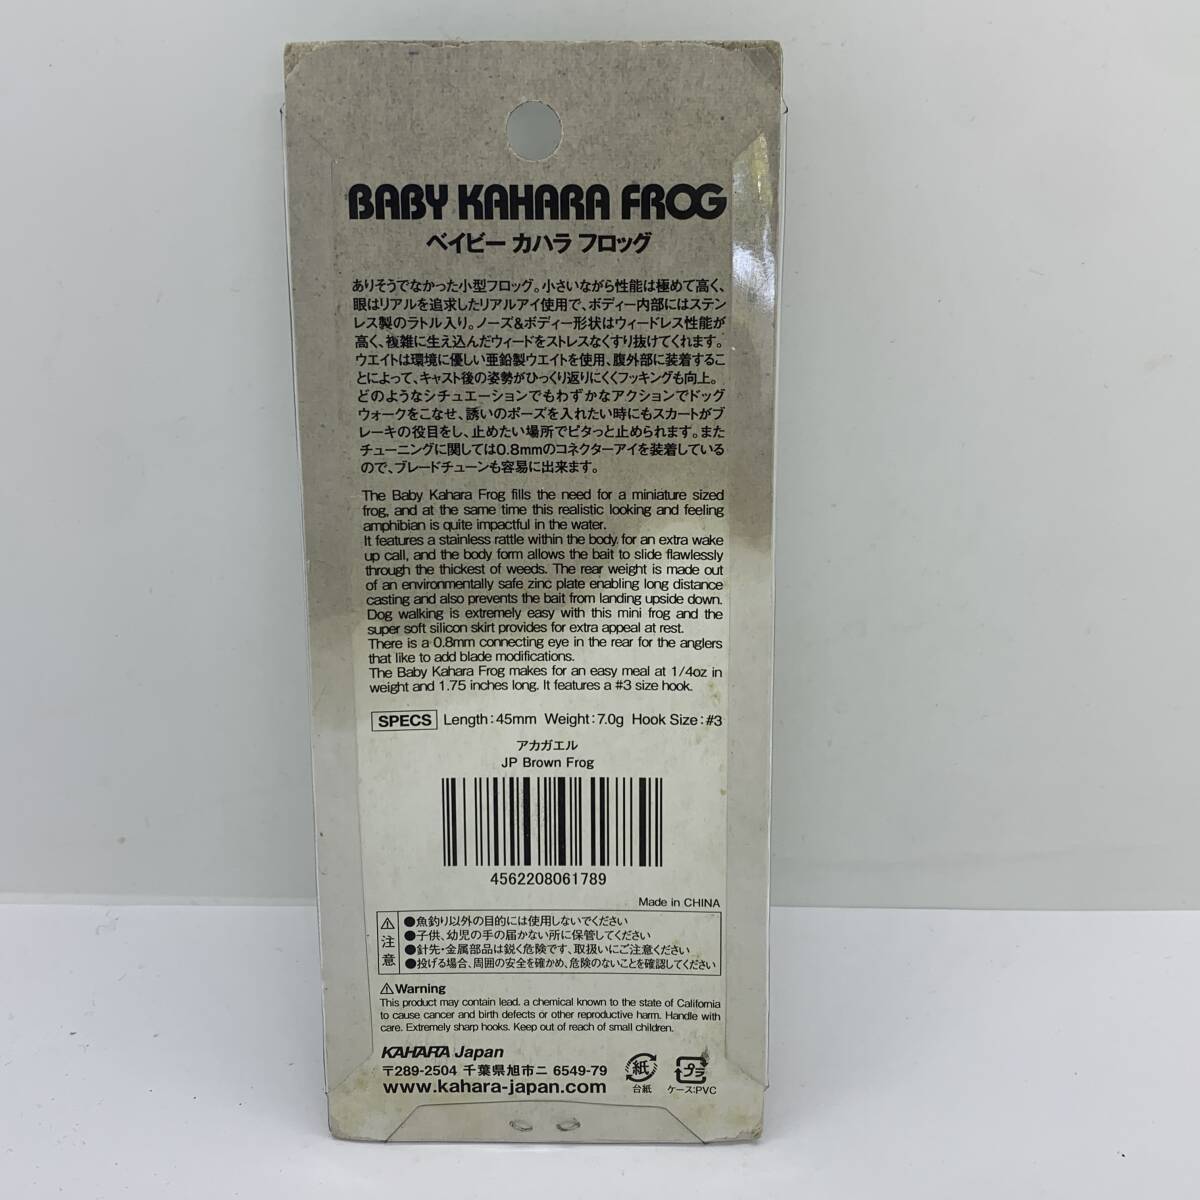 BABY KAHARA FROG
ベイビー カハラ フロッグ
ありそうでなかった小型フロッグ。小さいながら性能は極めて高く、
眼はリアルを追求したリアルアイ使用で、ボディー内部にはステン
レス製のラトル入り。ノーズ&ボディー形状はウィードレス性能が
高く、複雑に生え込んだウィードをストレスなくすり抜けてくれます。
ウエイトは環境に優しい亜鉛製ウエイトを使用、腹外部に装着するこ
とによって、キャスト後の姿勢がひっくり返りにくくフッキングも向上。
どのようなシチュエーションでもわずかなアクションでドッグ
ウォークをこなせ、誘いのポーズを入れたい時にもスカートがブ
レーキの役目をし、止めたい場所でピタっと止められます。また
チューニングに関しては0.8mmのコネクターアイを装着している
ので、ブレードチューンも容易に出来ます。
The Baby Kahara Frog fills the need for a miniature sized
frog, and at the same time this realistic looking and feeling
amphibian is quite impactful in the water.
It features a stainless rattle within the body, for an extra wake
up call, and the body form allows the bait to slide flawlessly
through the thickest of weeds. The rear weight is made out
of an environmentally safe zinc plate enabling long distance
casting and also prevents the bait from landing upside down.
Dog walking is extremely easy with this mini frog and the
super soft silicon skirt provides for extra appeal at rest.
There is a 0.8mm connecting eye in the rear for the anglers
that like to add blade modifications.
The Baby Kahara Frog makes for an easy meal at 1/4oz in
weight and 1.75 inches long. It features a #3 size hook.
SPECS Length:45mm Weight:7.0g Hook Size:#3
アカガエル
JP Brown Frog
4562208061789
Made in CHINA
⚠注意
●魚釣り以外の目的には使用しないでください
●子供、幼児の手の届かない所に保管してください
●針先・金属部品は鋭く危険です、取扱いにご注意ください
●投げる場合、周囲の安全を確かめ、危険のないことを確認してください
⚠Warning
This product may contain lead. a chemical known to the state of California
to cause cancer and birth defects or other reproductive harm. Handle with
care. Extremely sharp hooks. Keep out of reach of small children.
KAHARA Japan
〒289-2504 千葉県旭市ニ 6549-79
www.kahara-japan.com
紙
台紙
プラ
ケース:PVC